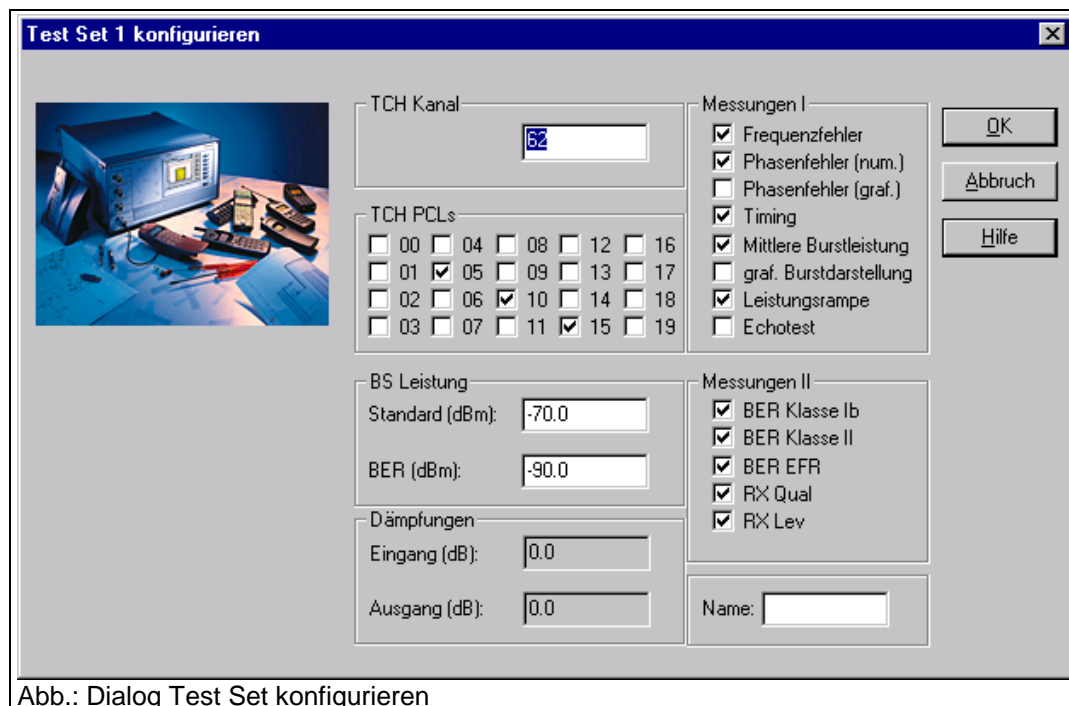 Test Set 1 konfigurieren
TCH Kanal
62
TCH PCLs
00 04 08 12 16
01 05 09 13 17
02 06 10 14 18
03 07 11 15 19
BS Leistung
Standard (dBm): -70.0
BER (dBm): -90.0
Dämpfungen
Eingang (dB): 0.0
Ausgang (dB): 0.0
Messungen I
Frequenzfehler
Phasenfehler (num.)
Phasenfehler (graf.)
Timing
Mittlere Burstleistung
graf. Burstdarstellung
Leistungsrampe
Echotest
Messungen II
BER Klasse Ib
BER Klasse II
BER EFR
RX Qual
RX Lev
Name:
OK
Abbruch
Hilfe
Abb.: Dialog Test Set konfigurieren